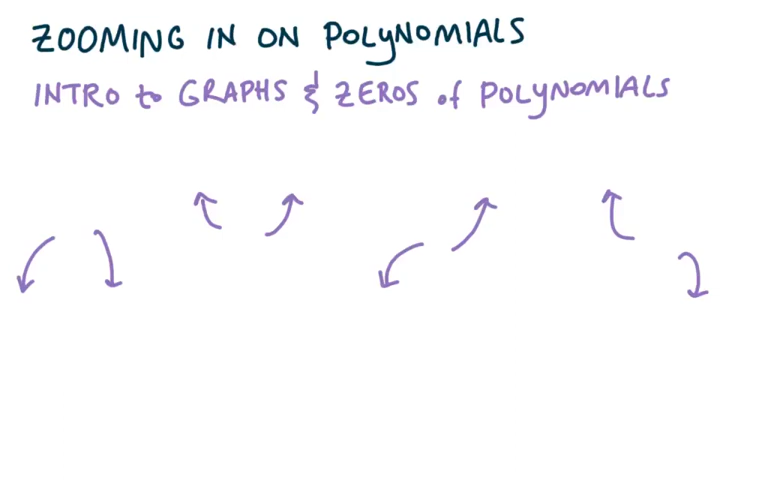 ZOOMING IN ON POLYNOMIALS
INTRO to GRAPHS & ZEROS of POLYNOMIALS